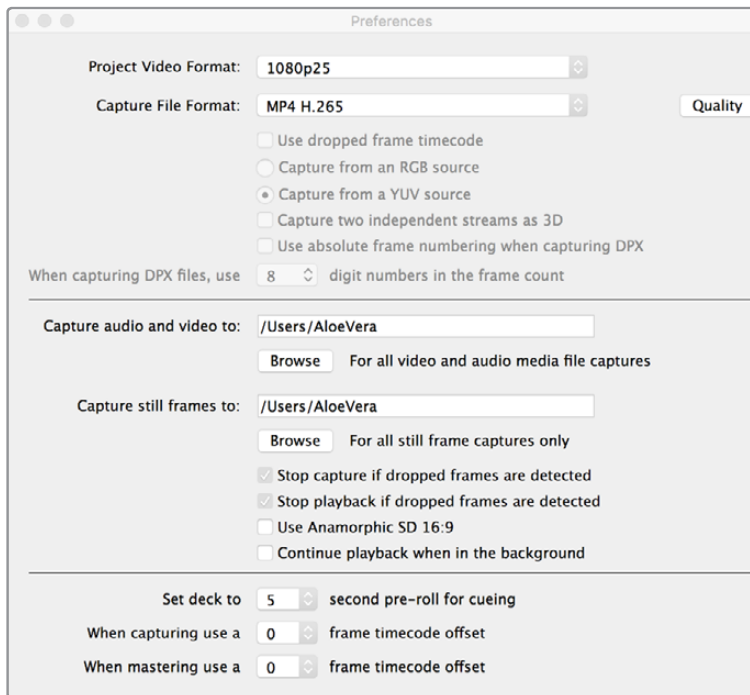 Preferences
Project Video Format: 1080p25
Capture File Format: MP4 H.265 Quality
Use dropped frame timecode
Capture from an RGB source
Capture from a YUV source
Capture two independent streams as 3D
Use absolute frame numbering when capturing DPX
When capturing DPX files, use 8 digit numbers in the frame count
Capture audio and video to: /Users/AloeVera
Browse For all video and audio media file captures
Capture still frames to: /Users/AloeVera
Browse For all still frame captures only
Stop capture if dropped frames are detected
Stop playback if dropped frames are detected
Use Anamorphic SD 16:9
Continue playback when in the background
Set deck to 5 second pre-roll for cueing
When capturing use a 0 frame timecode offset
When mastering use a 0 frame timecode offset